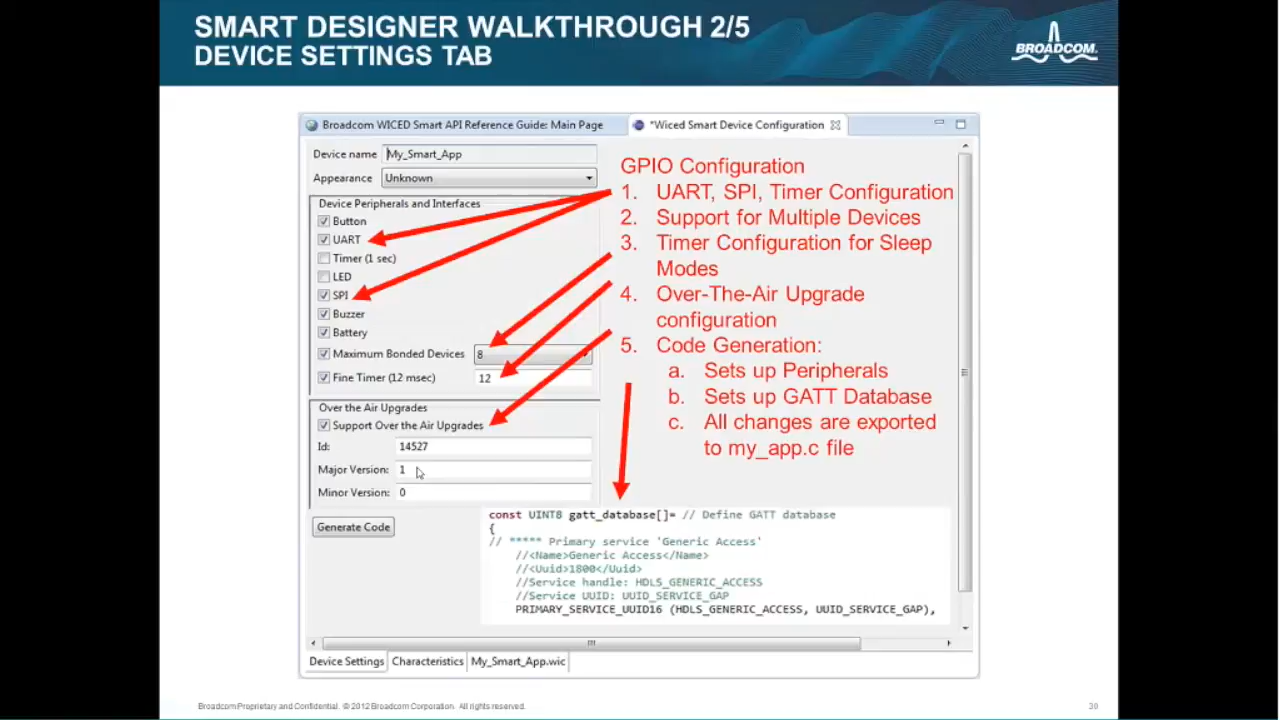 SMART DESIGNER WALKTHROUGH 2/5
DEVICE SETTINGS TAB
BROADCOM.
Broadcom WICED Smart API Reference Guide: Main Page
*Wiced Smart Device Configuration
Device name
My_Smart_App
Appearance
Unknown
Device Peripherals and Interfaces
Button
UART
Timer (1 sec)
LED
SPI
Buzzer
Battery
Maximum Bonded Devices
8
Fine Timer (12 msec)
12
Over the Air Upgrades
Support Over the Air Upgrades
Id:
14527
Major Version:
1
Minor Version:
0
Generate Code
GPIO Configuration
1. UART, SPI, Timer Configuration
2. Support for Multiple Devices
3. Timer Configuration for Sleep
Modes
4. Over-The-Air Upgrade
configuration
5. Code Generation:
a. Sets up Peripherals
b. Sets up GATT Database
c. All changes are exported
to my_app.c file
const UINT8 gatt_database[]= // Define GATT database
{
// ***** Primary service 'Generic Access'
//<Name>Generic Access</Name>
//<Uuid>1800</Uuid>
//Service handle: HDLS_GENERIC_ACCESS
//Service UUID: UUID_SERVICE_GAP
PRIMARY_SERVICE_UUID16 (HDLS_GENERIC_ACCESS, UUID_SERVICE_GAP),
Device Settings
Characteristics
My_Smart_App.wic
Broadcom Proprietary and Confidential. © 2012 Broadcom Corporation. All rights reserved.
30